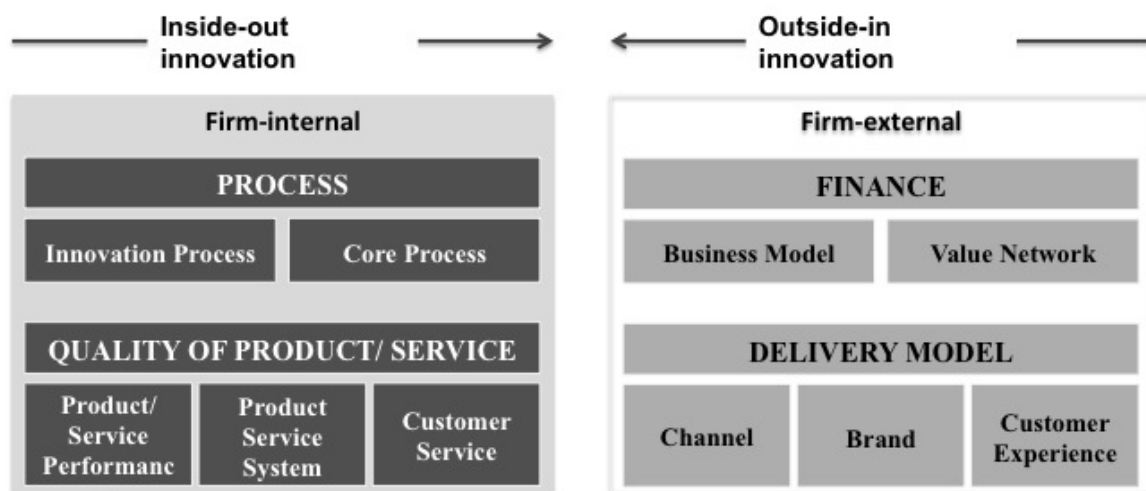 Inside-out
innovation
Outside-in
innovation
Firm-internal
PROCESS
Innovation Process
Core Process
QUALITY OF PRODUCT/ SERVICE
Product/
Service
Performanc
Product
Service
System
Customer
Service
Firm-external
FINANCE
Business Model
Value Network
DELIVERY MODEL
Channel
Brand
Customer
Experience